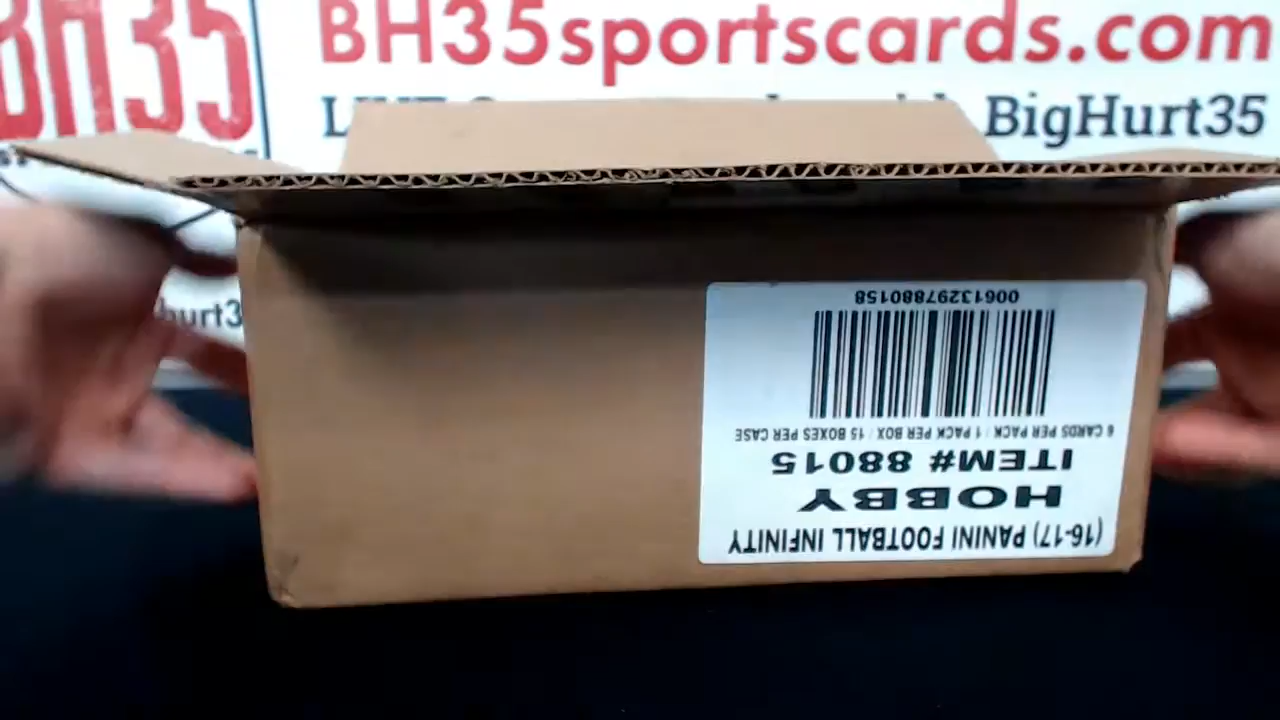 BH35
BH35sportscards.com
BigHurt35
hurt3
(16-17) PANINI FOOTBALL INFINITY
HOBBY
ITEM# 88015
6 CARDS PER PACK / 1 PACK PER BOX / 15 BOXES PER CASE
00613297880158